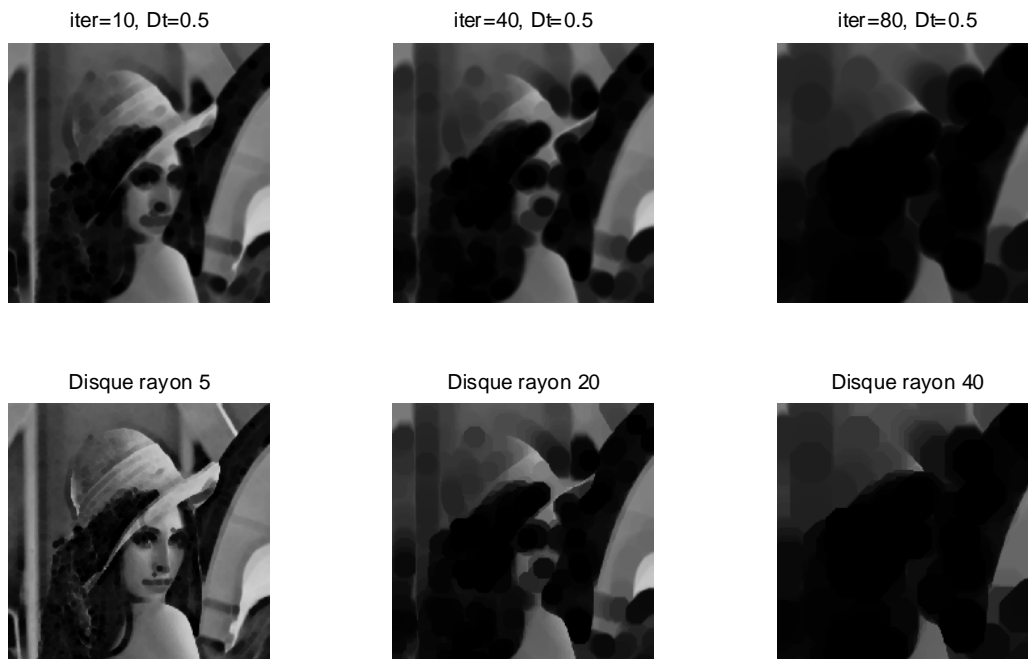 iter=10, Dt=0.5
iter=40, Dt=0.5
iter=80, Dt=0.5
Disque rayon 5
Disque rayon 20
Disque rayon 40